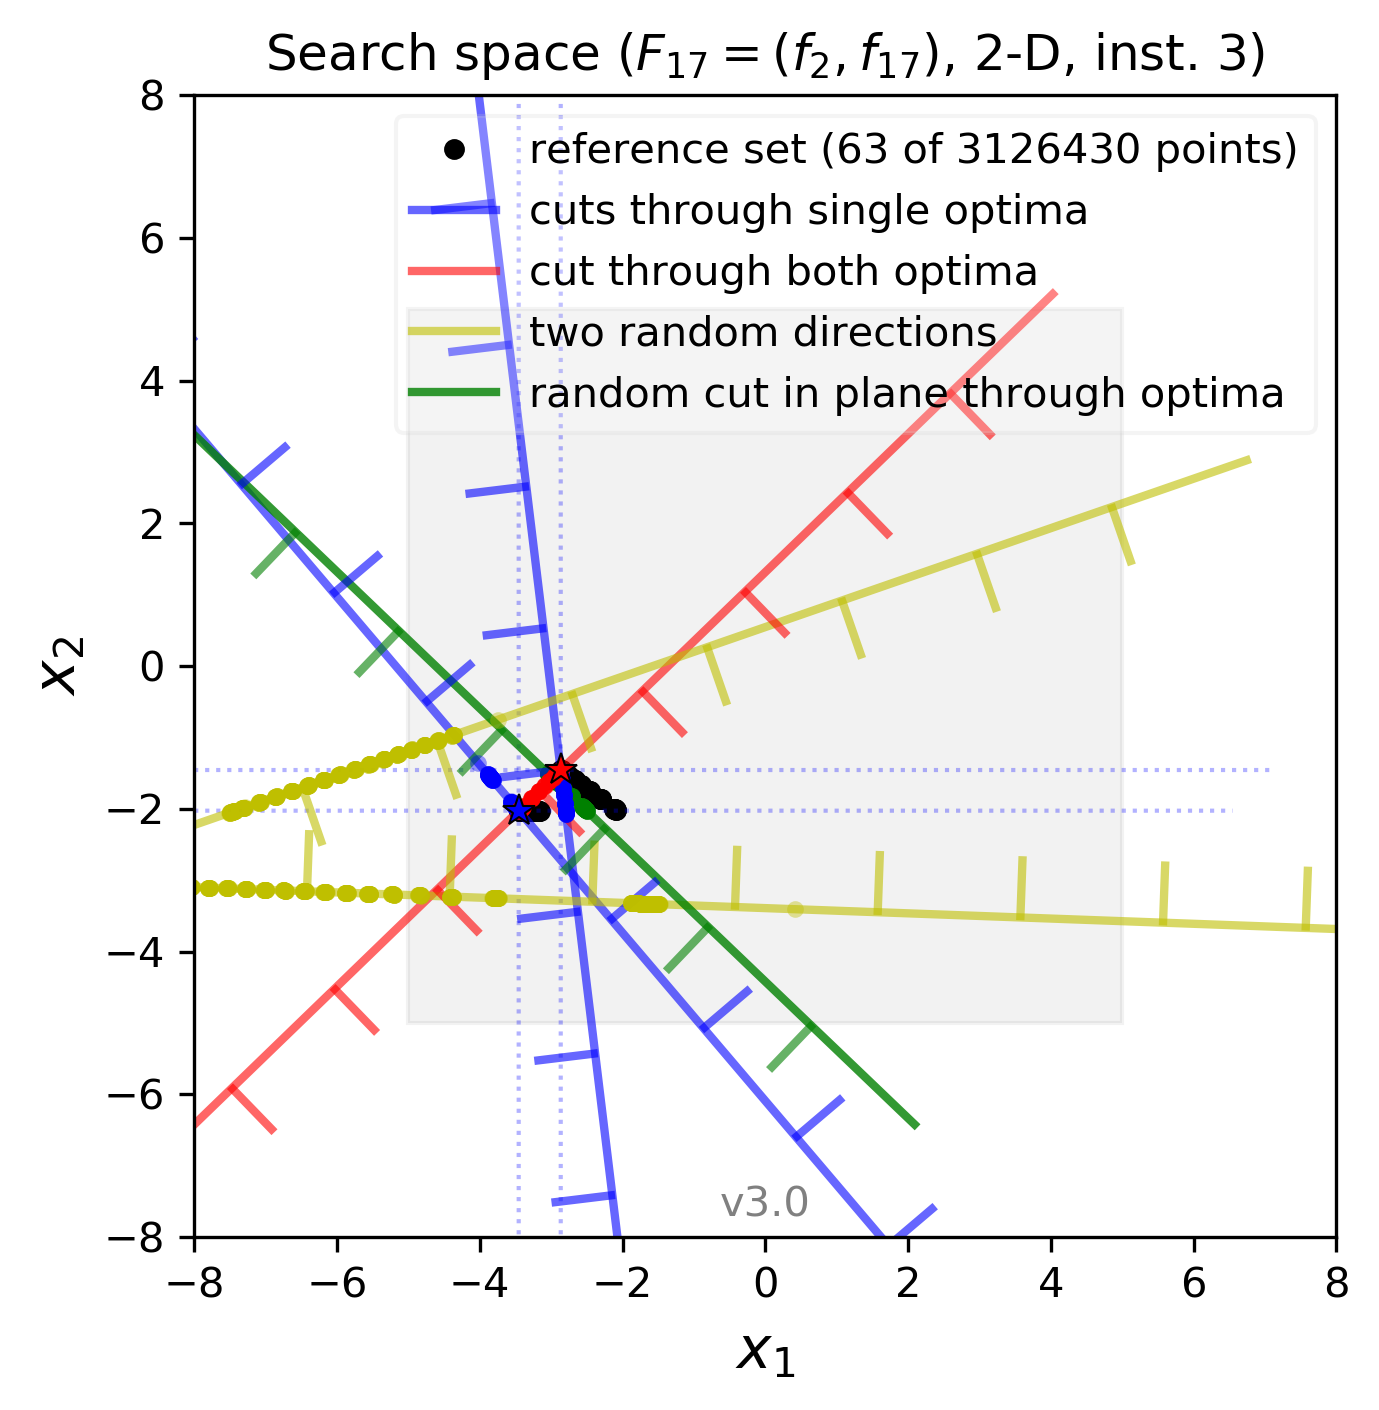 Search space (F17 = (f2, f17), 2-D, inst. 3)
8
reference set (63 of 3126430 points)
cuts through single optima
6
cut through both optima
two random directions
4
random cut in plane through optima
2
0
x2
−2
−4
−6
v3.0
−8
−8 −6 −4 −2 0 2 4 6 8
x1